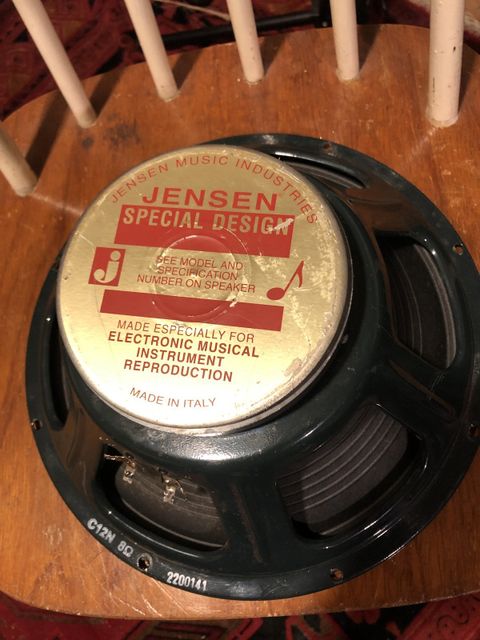 JENSEN MUSIC INDUSTRIES
JENSEN
SPECIAL DESIGN
j
SEE MODEL AND
SPECIFICATION
NUMBER ON SPEAKER
MADE ESPECIALLY FOR
ELECTRONIC MUSICAL
INSTRUMENT
REPRODUCTION
MADE IN ITALY
C12N 8Ω
2200141